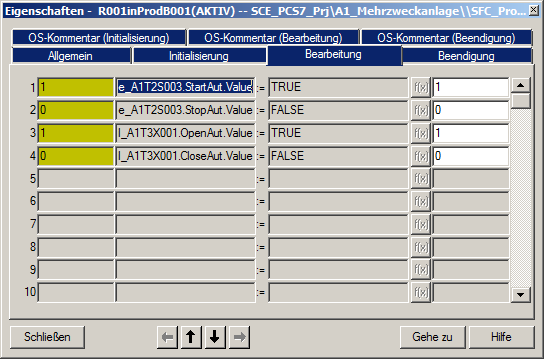 Eigenschaften - R001inProdB001(AKTIV) -- SCE_PCS7_Prj\A1_Mehrzweckanlage\\SFC_Pro...
OS-Kommentar (Initialisierung) OS-Kommentar (Bearbeitung) OS-Kommentar (Beendigung)
Allgemein Initialisierung Bearbeitung Beendigung
1 1 e_A1T2S003.StartAut.Value := TRUE f(x) 1
2 0 e_A1T2S003.StopAut.Value := FALSE f(x) 0
3 1 l_A1T3X001.OpenAut.Value := TRUE f(x) 1
4 0 l_A1T3X001.CloseAut.Value := FALSE f(x) 0
5 := f(x)
6 := f(x)
7 := f(x)
8 := f(x)
9 := f(x)
10 := f(x)
Schließen Gehe zu Hilfe